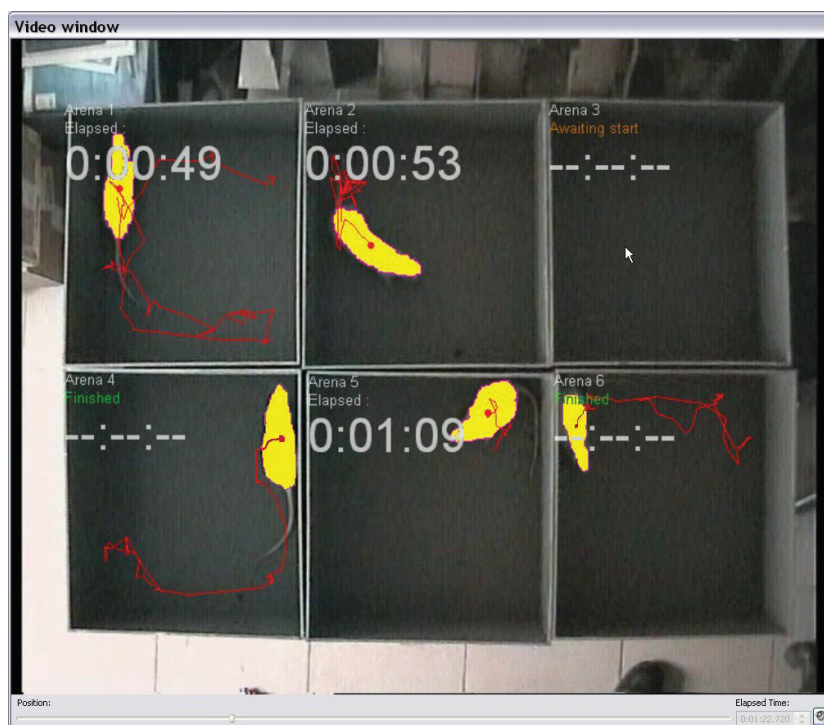 Video window
Arena 1
Elapsed :
0:00:49
Arena 2
Elapsed :
0:00:53
Arena 3
Awaiting start
--:--:--
Arena 4
Finished
--:--:--
Arena 5
Elapsed :
0:01:09
Arena 6
Finished
--:--:--
Position:
Elapsed Time:
0:01:22.720